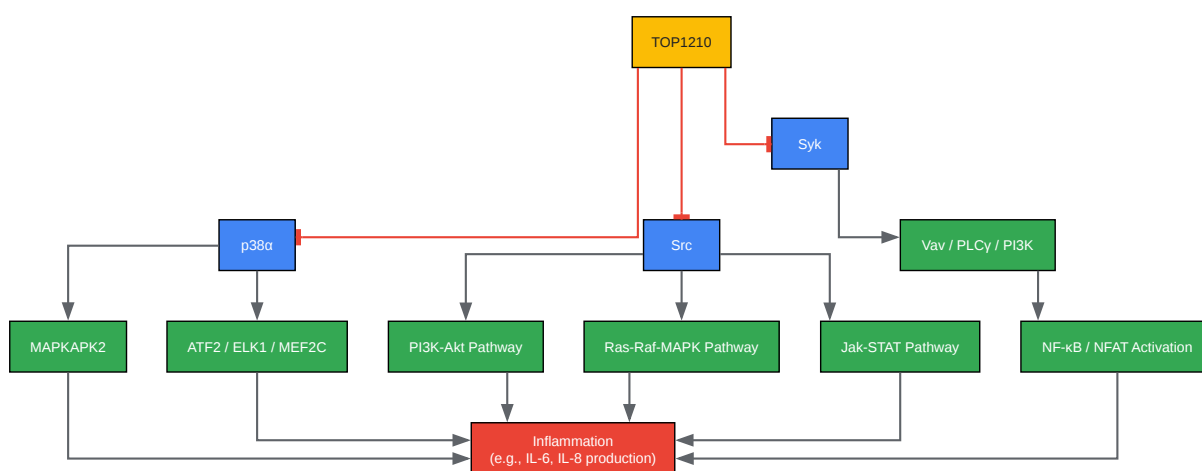 TOP1210
Syk
p38α
Src
Vav / PLCγ / PI3K
MAPKAPK2
ATF2 / ELK1 / MEF2C
PI3K-Akt Pathway
Ras-Raf-MAPK Pathway
Jak-STAT Pathway
NF-κB / NFAT Activation
Inflammation
(e.g., IL-6, IL-8 production)